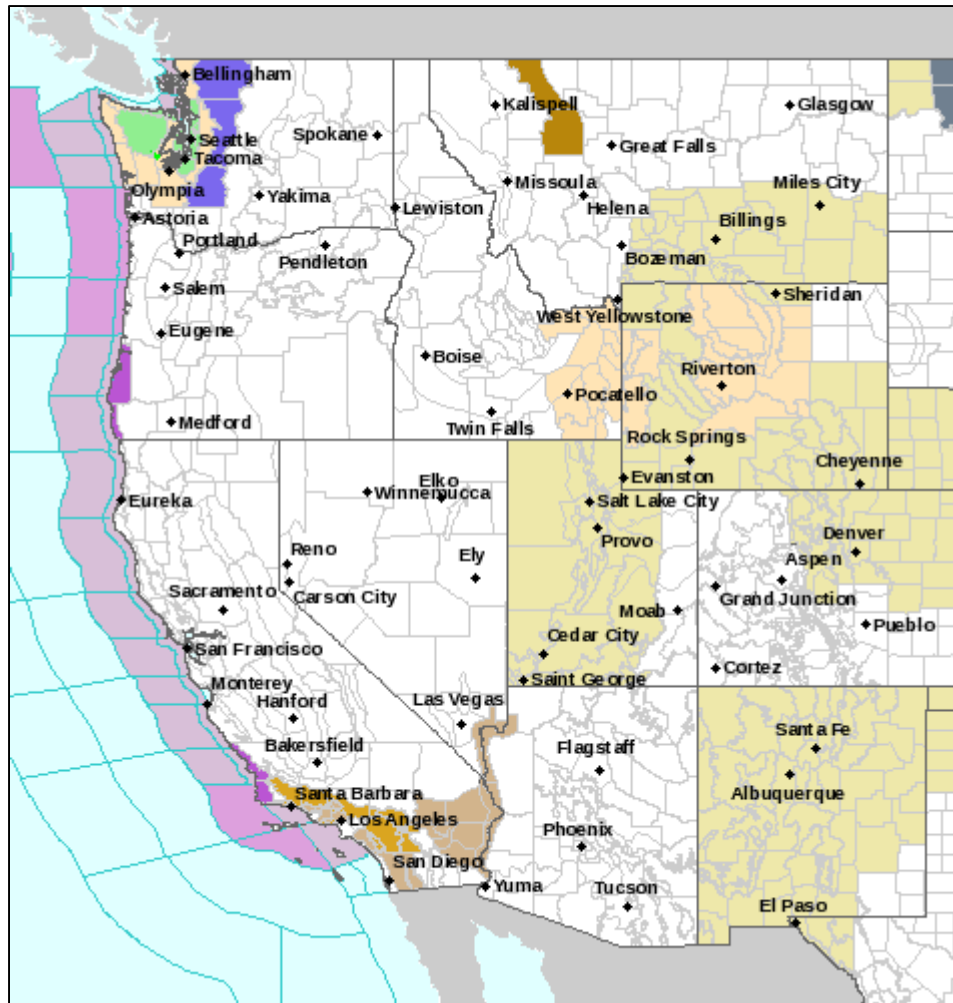 Bellingham
Kalispell
Glasgow
Spokane
Seattle
Great Falls
Tacoma
Missoula
Miles City
Olympia
Yakima
Helena
Lewiston
Astoria
Billings
Portland
Bozeman
Pendleton
Salem
Sheridan
West Yellowstone
Eugene
Boise
Riverton
Pocatello
Medford
Twin Falls
Rock Springs
Cheyenne
Elko
Evanston
Winnemucca
Eureka
Salt Lake City
Provo
Denver
Reno
Ely
Aspen
Sacramento
Carson City
Grand Junction
Moab
Pueblo
San Francisco
Cedar City
Cortez
Saint George
Monterey
Hanford
Las Vegas
Santa Fe
Bakersfield
Flagstaff
Albuquerque
Santa Barbara
Los Angeles
Phoenix
San Diego
Yuma
Tucson
El Paso